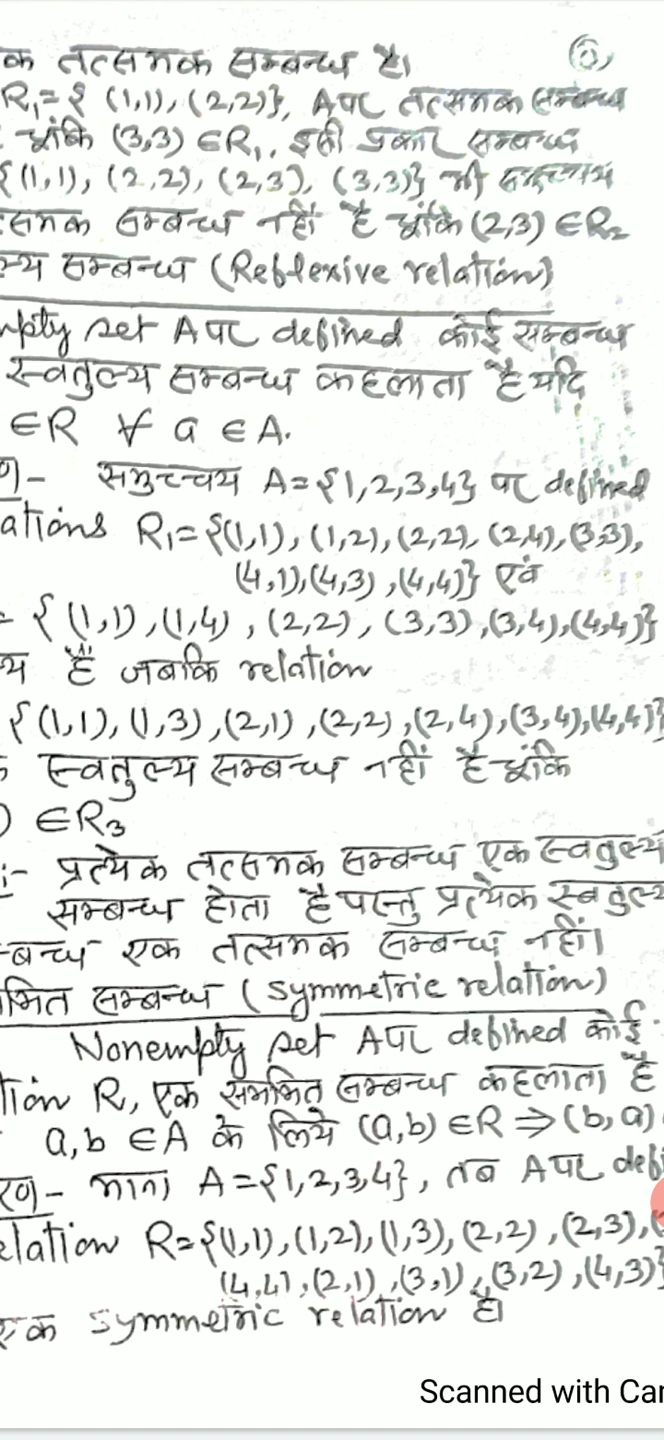 क तत्समक सम्बन्ध है।
R₁= { (1,1), (2,2)}, A पर तत्समक सम्बन्ध
चूंकि (3,3) ∈R₁, इसी प्रकार सम्बन्ध
{(1,1), (2,2), (2,3), (3,3)} भी
त्समक सम्बन्ध नहीं है चूंकि (2,3) ∈R₂
ल्य सम्बन्ध (Reflexive relation)
mpty set A पर defined कोई सम्बन्ध
स्वतुल्य सम्बन्ध कहलाता है यदि
∈R ∀ a ∈A.
ण- समुच्चय A={1,2,3,4} पर defined
ations R₁={(1,1), (1,2), (2,2), (2,4), (3,3),
(4,1), (4,3), (4,4)} एवं
= { (1,1), (1,4), (2,2), (3,3), (3,4), (4,4)}
य हैं जबकि relation
{(1,1), (1,3), (2,1), (2,2), (2,4), (3,4), (4,4)}
क स्वतुल्य सम्बन्ध नहीं है चूंकि
) ∈R₃
:- प्रत्येक तत्समक सम्बन्ध एक स्वतुल्य
सम्बन्ध होता है परन्तु प्रत्येक स्वतुल्य
म्बन्ध एक तत्समक सम्बन्ध नहीं।
मित सम्बन्ध (symmetric relation)
Nonempty set A पर defined कोई
tion R, एक सममित सम्बन्ध कहलाता है
a,b ∈A के लिये (a,b) ∈R ⇒ (b,a)
रण- माना A={1,2,3,4}, तब A पर defi
elation R={(1,1), (1,2), (1,3), (2,2), (2,3), (
(4,4), (2,1), (3,1), (3,2), (4,3)}
एक symmetric relation है।
Scanned with Car